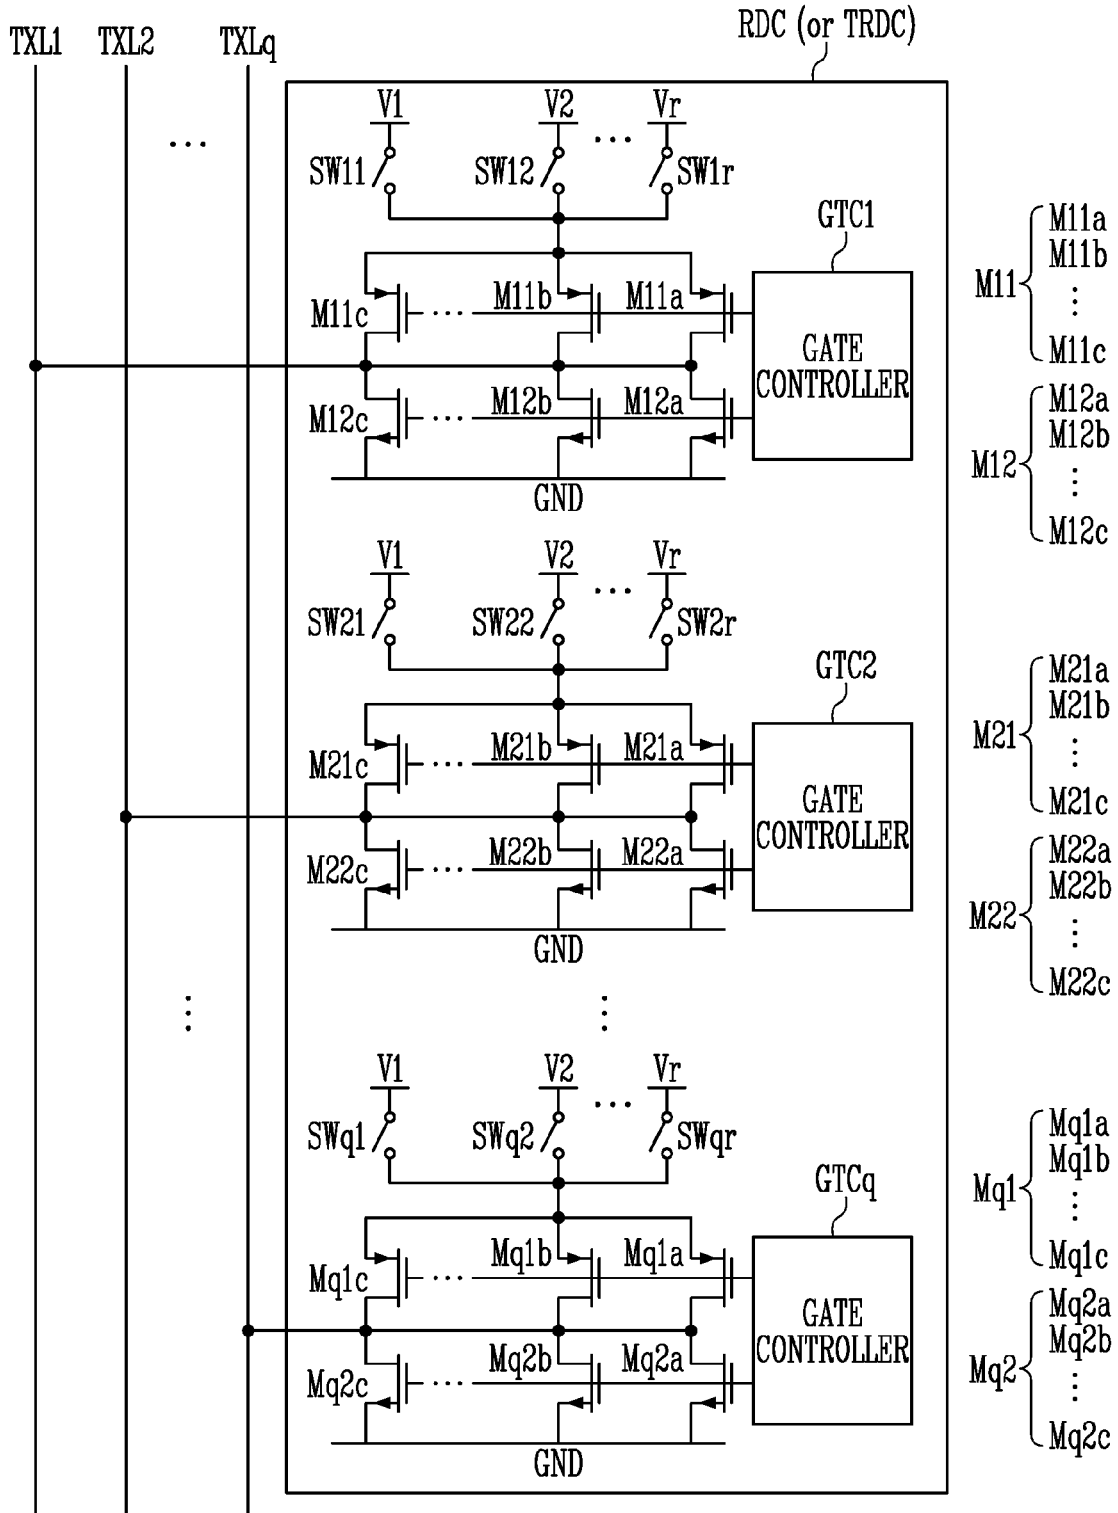 RDC (or TRDC)
TXL1 TXL2 TXLq
...
V1 V2 ... Vr
SW11 SW12 SW1r
GTC1
M11c ... M11b M11a
GATE
CONTROLLER
M12c ... M12b M12a
GND
M11 M11a
M11b
⋮
M11c
M12 M12a
M12b
⋮
M12c
V1 V2 ... Vr
SW21 SW22 SW2r
GTC2
M21c ... M21b M21a
GATE
CONTROLLER
M22c ... M22b M22a
GND
M21 M21a
M21b
⋮
M21c
M22 M22a
M22b
⋮
M22c
⋮ ⋮
V1 V2 ... Vr
SWq1 SWq2 SWqr
GTCq
Mq1c ... Mq1b Mq1a
GATE
CONTROLLER
Mq2c ... Mq2b Mq2a
GND
Mq1 Mq1a
Mq1b
⋮
Mq1c
Mq2 Mq2a
Mq2b
⋮
Mq2c